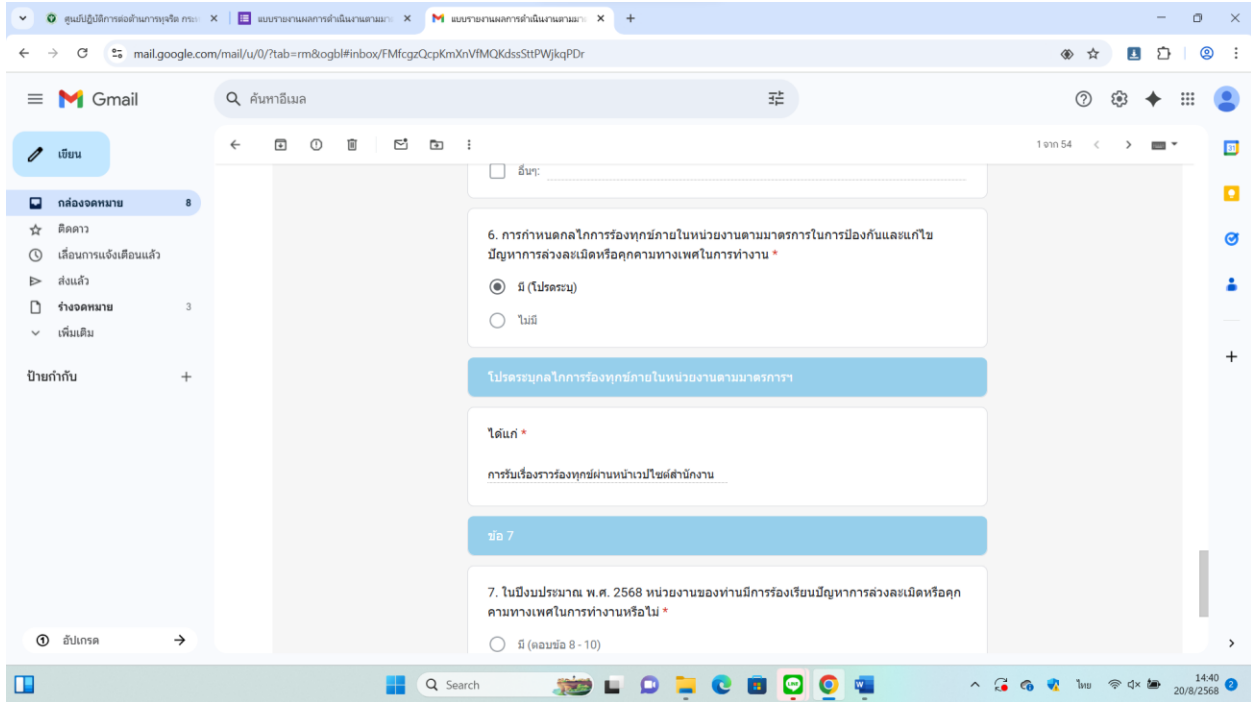 ศูนย์ปฏิบัติการต่อต้านการทุจริต กระ
แบบรายงานผลการดำเนินงานตามมา
แบบรายงานผลการดำเนินงานตามมา
mail.google.com/mail/u/0/?tab=rm&ogbl#inbox/FMfcgzQcpKmXnVfMQKdssSttPWjkqPDr
Gmail
ค้นหาอีเมล
เขียน
1 จาก 54
กล่องจดหมาย 8
ติดดาว
เลื่อนการแจ้งเตือนแล้ว
ส่งแล้ว
ร่างจดหมาย 3
เพิ่มเติม
ป้ายกำกับ
อัปเกรด
อื่นๆ:
6. การกำหนดกลไกการร้องทุกข์ภายในหน่วยงานตามมาตรการในการป้องกันและแก้ไข
ปัญหาการล่วงละเมิดหรือคุกคามทางเพศในการทำงาน *
มี (โปรดระบุ)
ไม่มี
โปรดระบุกลไกการร้องทุกข์ภายในหน่วยงานตามมาตรการฯ
ได้แก่ *
การรับเรื่องราวร้องทุกข์ผ่านหน้าเวปไซต์สำนักงาน
ข้อ 7
7. ในปีงบประมาณ พ.ศ. 2568 หน่วยงานของท่านมีการร้องเรียนปัญหาการล่วงละเมิดหรือคุก
คามทางเพศในการทำงานหรือไม่ *
มี (ตอบข้อ 8 - 10)
31
Search
LINE
ไทย
14:40
20/8/2568
2